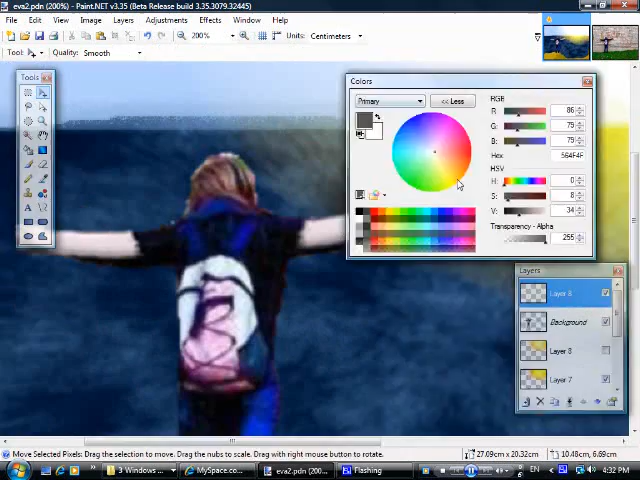 eva2.pdn (200%) - Paint.NET v3.35 (Beta Release build 3.35.3079.32445)
File Edit View Image Layers Adjustments Effects Utilities Window Help
200% Units: Centimeters
Tool: Quality: Smooth
Tools
Colors
Primary
<< Less
RGB
R: 86
G: 79
B: 79
Hex: 564F4F
HSV
H: 0
S: 8
V: 34
Transparency - Alpha
255
Layers
Layer 8
Background
Layer 8
Layer 7
Move Selected Pixels: Drag the selection to move. Drag the nubs to scale. Drag with right mouse button to rotate.
27.09cm x 20.32cm
10.48cm, 6.69cm
Start
3 Windows ...
MySpace.co...
eva2.pdn (200...
Flashing
EN
4:32 PM